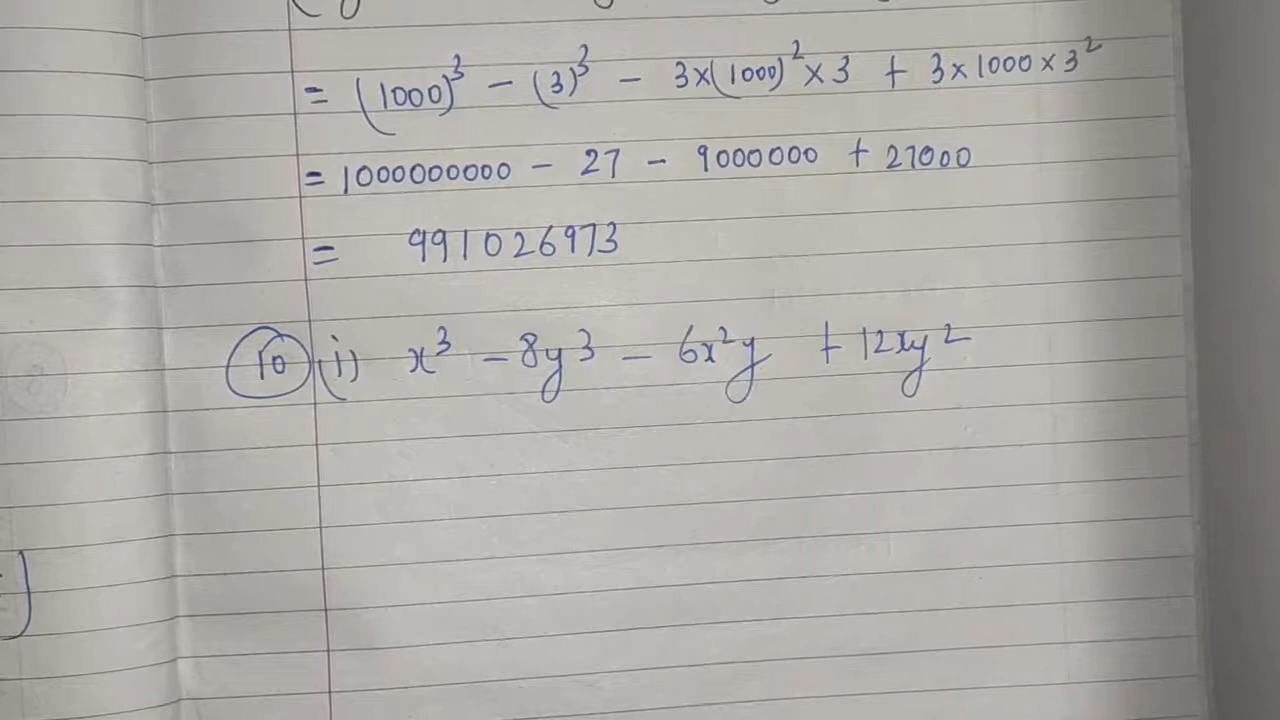 = (1000)³ - (3)³ - 3×(1000)²×3 + 3×1000×3²
= 1000000000 - 27 - 9000000 + 27000
= 991026973
10 (i) x³ - 8y³ - 6x²y + 12xy²